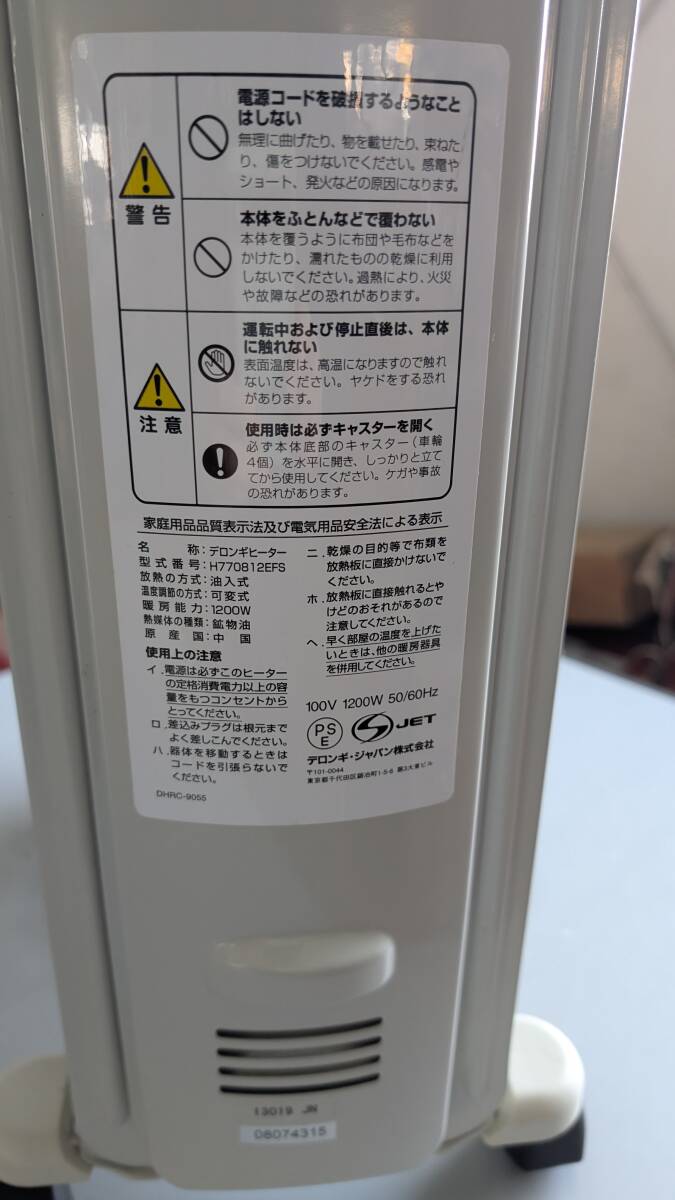 警告
電源コードを破損するようなこと
はしない
無理に曲げたり、物を載せたり、束ねた
り、傷をつけないでください。感電や
ショート、発火などの原因になります。
本体をふとんなどで覆わない
本体を覆うように布団や毛布などを
かけたり、濡れたものの乾燥に利用
しないでください。過熱により、火災
や故障などの恐れがあります。
注意
運転中および停止直後は、本体
に触れない
表面温度は、高温になりますので触れ
ないでください。ヤケドをする恐れ
があります。
使用時は必ずキャスターを開く
必ず本体底部のキャスター(車輪
4個)を水平に開き、しっかりと立て
てから使用してください。ケガや事故
の恐れがあります。
家庭用品品質表示法及び電気用品安全法による表示
名称:デロンギヒーター
型式番号:H770812EFS
放熱の方式:油入式
温度調節の方式:可変式
暖房能力:1200W
熱媒体の種類:鉱物油
原産国:中国
使用上の注意
イ.電源は必ずこのヒーター
の定格消費電力以上の容
量をもつコンセントから
とってください。
ロ.差込みプラグは根元まで
よく差しこんでください。
ハ.器体を移動するときは
コードを引張らないで
ください。
DHRC-9055
ニ.乾燥の目的等で布類を
放熱板に直接かけないで
ください。
ホ.放熱板に直接触れるとや
けどのおそれがあるので
注意してください。
ヘ.早く部屋の温度を上げた
いときは、他の暖房器具
を併用してください。
100V 1200W 50/60Hz
PS
E
S JET
デロンギ・ジャパン株式会社
〒101-0044
東京都千代田区鍛冶町1-5-6 第3大東ビル
13019 JN
08074315